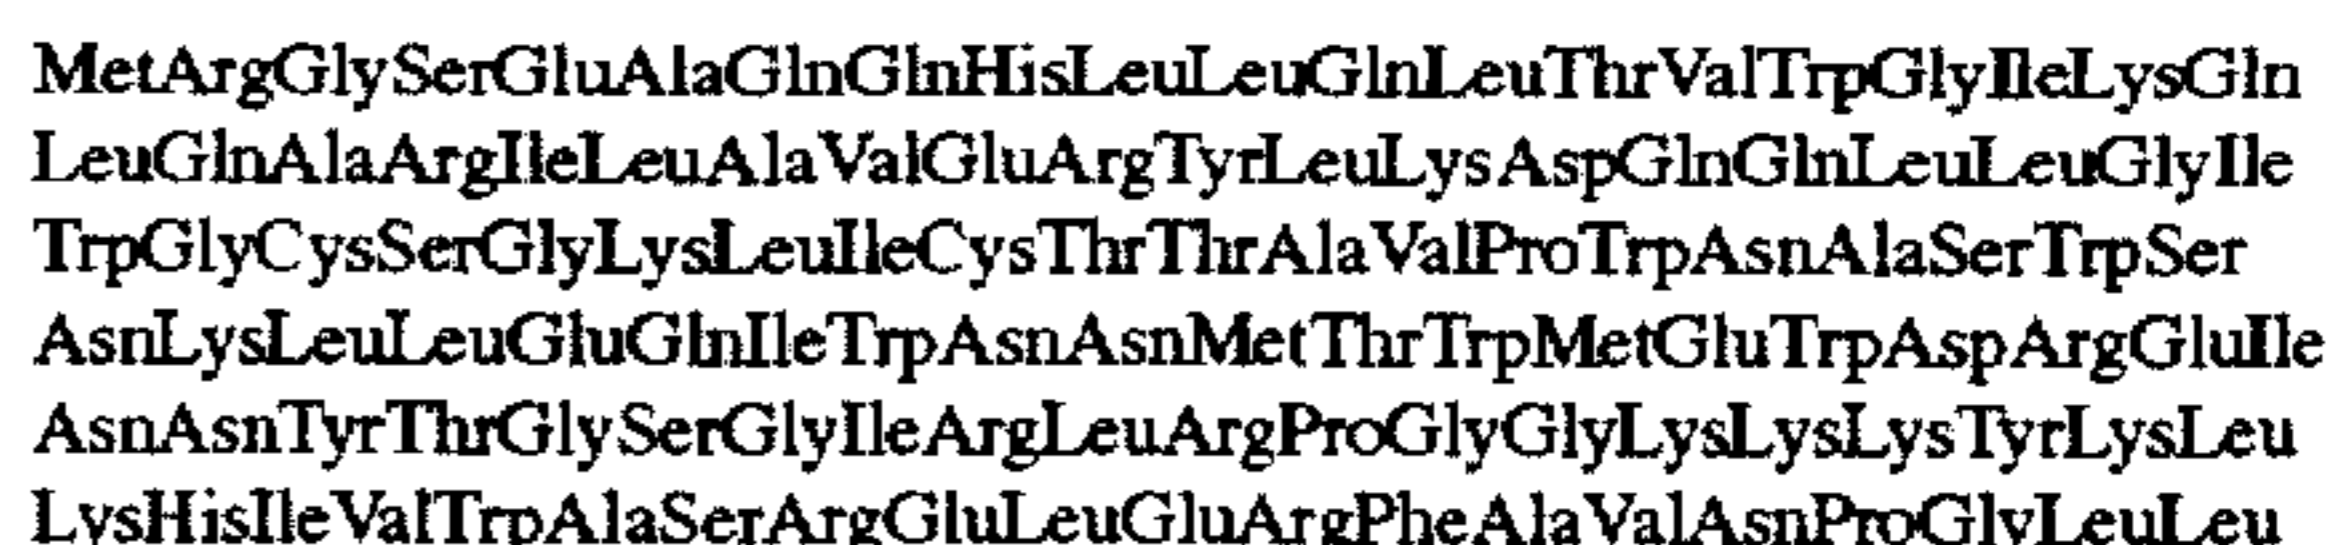 MetArgGlySerGluAlaGlnGlnHisLeuLeuGlnLeuThrValTrpGlyIleLysGln
LeuGlnAlaArgIleLeuAlaValGluArgTyrLeuLysAspGlnGlnLeuLeuGlyIle
TrpGlyCysSerGlyLysLeuIleCysThrThrAlaValProTrpAsnAlaSerTrpSer
AsnLysLeuLeuGluGlnIleTrpAsnAsnMetThrTrpMetGluTrpAspArgGluIle
AsnAsnTyrThrGlySerGlyIleArgLeuArgProGlyGlyLysLysLysTyrLysLeu
LysHisIleValTrpAlaSerArgGluLeuGluArgPheAlaValAsnProGlyLeuLeu